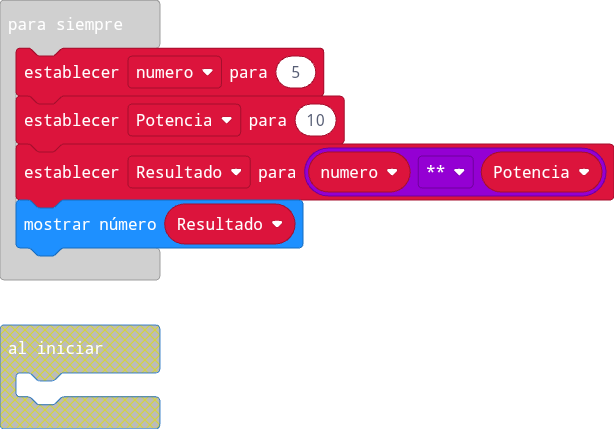 para siempre
establecer numero para 5
establecer Potencia para 10
establecer Resultado para numero ** Potencia
mostrar número Resultado
al iniciar